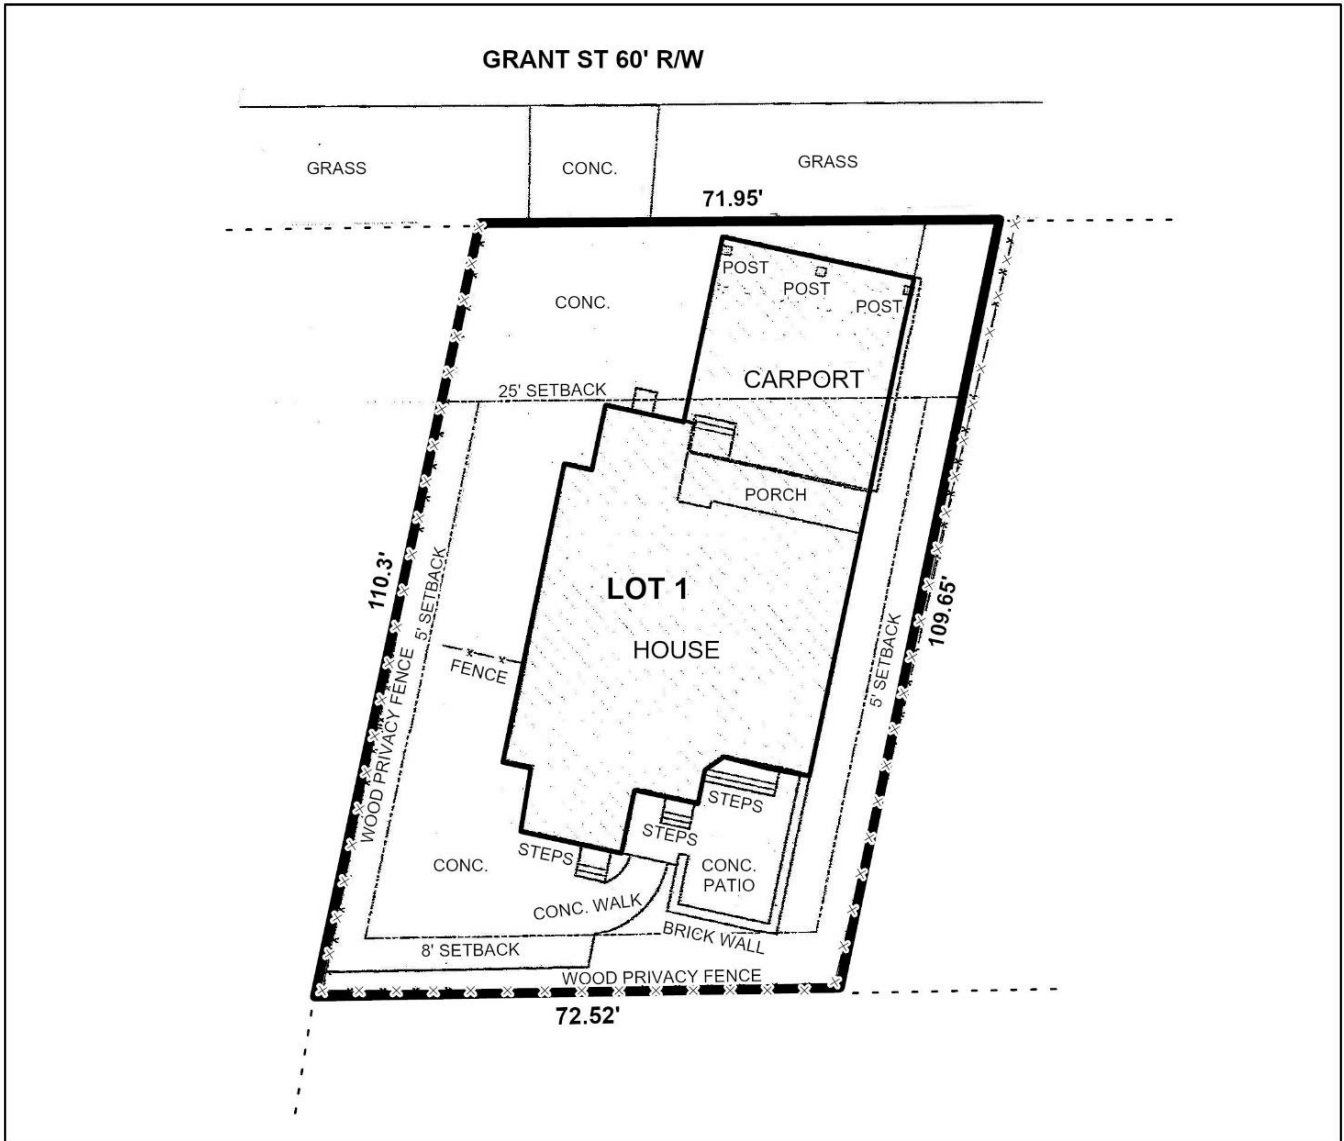 GRANT ST 60' R/W
GRASS
CONC.
GRASS
71.95'
POST
POST
POST
CONC.
CARPORT
25' SETBACK
PORCH
110.3'
5' SETBACK
LOT 1
HOUSE
109.65'
5' SETBACK
FENCE
WOOD PRIVACY FENCE
STEPS
STEPS
STEPS
CONC.
CONC.
PATIO
CONC. WALK
BRICK WALL
8' SETBACK
WOOD PRIVACY FENCE
72.52'